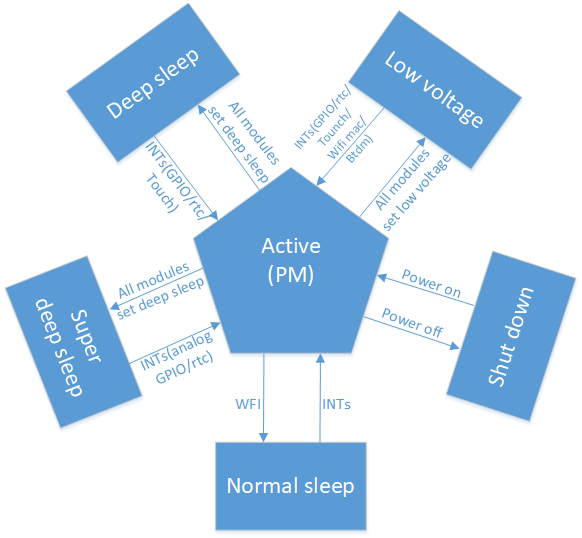 Deep sleep
Low voltage
All modules
set deep sleep
INTs(GPIO/rtc/
Touch)
INTs(GPIO/rtc/
Tounch/
Wifi mac/
Btdm)
All modules
set low voltage
Active
(PM)
All modules
set deep sleep
INTs(analog
GPIO/rtc)
Super
deep sleep
Power on
Power off
Shut down
WFI
INTs
Normal sleep